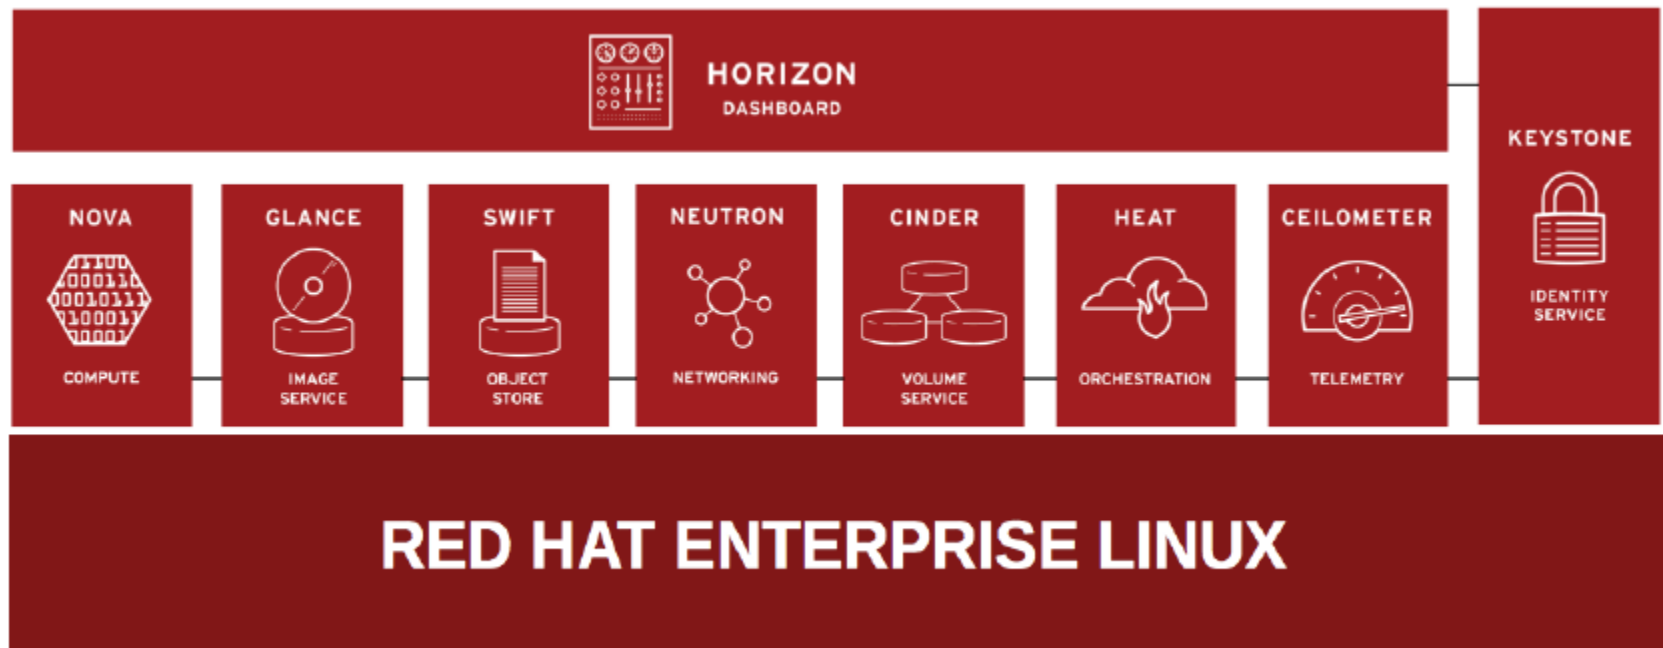 HORIZON
DASHBOARD
KEYSTONE
IDENTITY
SERVICE
NOVA
COMPUTE
GLANCE
IMAGE
SERVICE
SWIFT
OBJECT
STORE
NEUTRON
NETWORKING
CINDER
VOLUME
SERVICE
HEAT
ORCHESTRATION
CEILOMETER
TELEMETRY
RED HAT ENTERPRISE LINUX